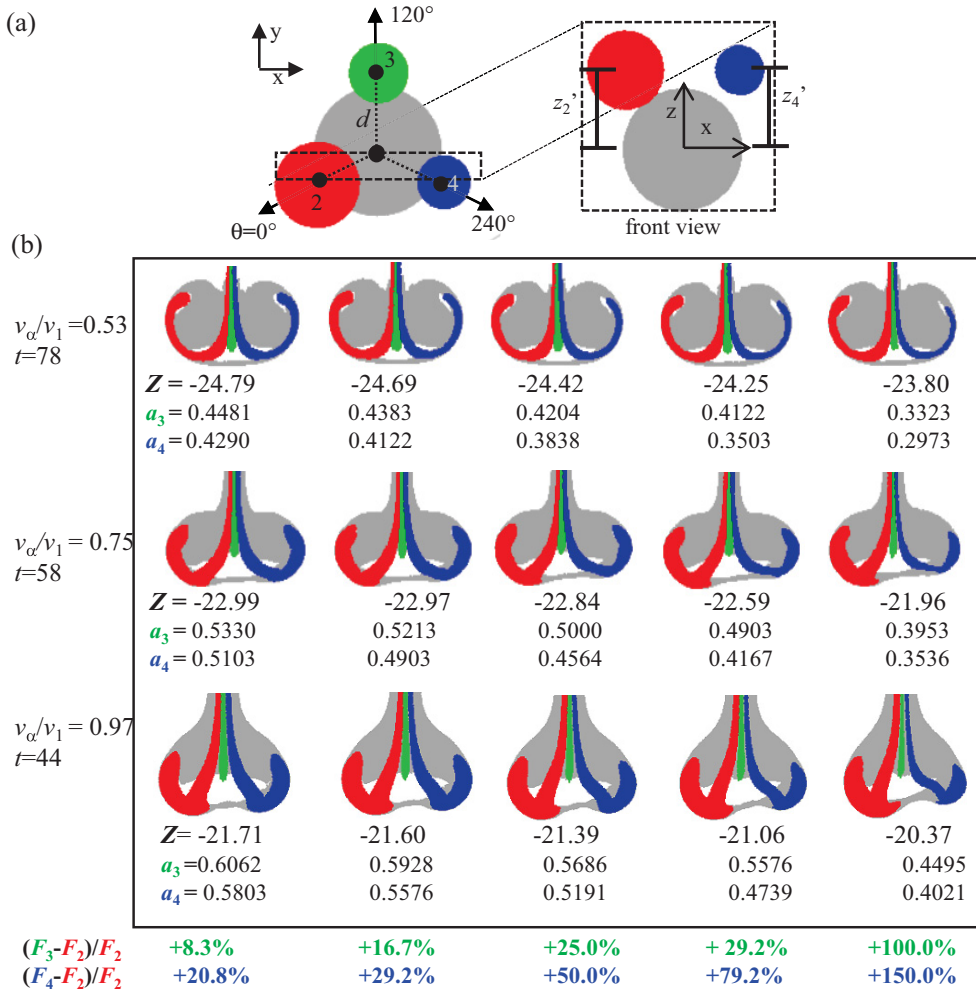 (a)
y
x
120°
3
d
2
4
θ=0°
240°
z₂’
z
x
z₄’
front view
(b)
vα/v₁ =0.53
t=78
Z = -24.79 -24.69 -24.42 -24.25 -23.80
a₃ = 0.4481 0.4383 0.4204 0.4122 0.3323
a₄ = 0.4290 0.4122 0.3838 0.3503 0.2973
vα/v₁ = 0.75
t=58
Z = -22.99 -22.97 -22.84 -22.59 -21.96
a₃ = 0.5330 0.5213 0.5000 0.4903 0.3953
a₄ = 0.5103 0.4903 0.4564 0.4167 0.3536
vα/v₁ = 0.97
t=44
Z= -21.71 -21.60 -21.39 -21.06 -20.37
a₃ =0.6062 0.5928 0.5686 0.5576 0.4495
a₄ = 0.5803 0.5576 0.5191 0.4739 0.4021
(F₃-F₂)/F₂ +8.3% +16.7% +25.0% + 29.2% +100.0%
(F₄-F₂)/F₂ +20.8% +29.2% +50.0% +79.2% +150.0%